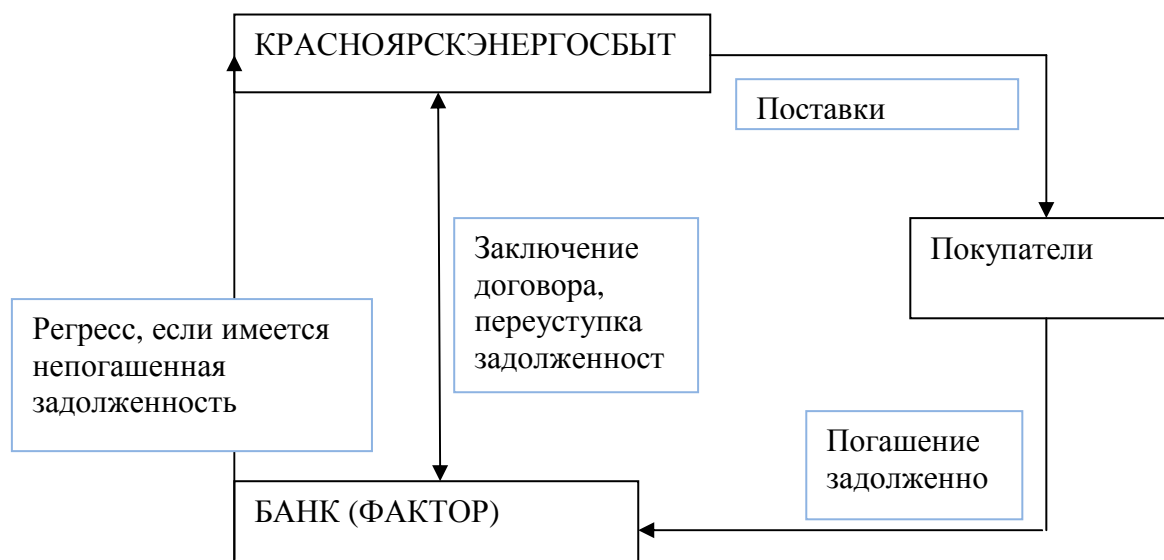 КРАСНОЯРСКЭНЕРГОСБЫТ
Поставки
Покупатели
Заключение
договора,
переуступка
задолженност
Регресс, если имеется
непогашенная
задолженность
Погашение
задолженно
БАНК (ФАКТОР)